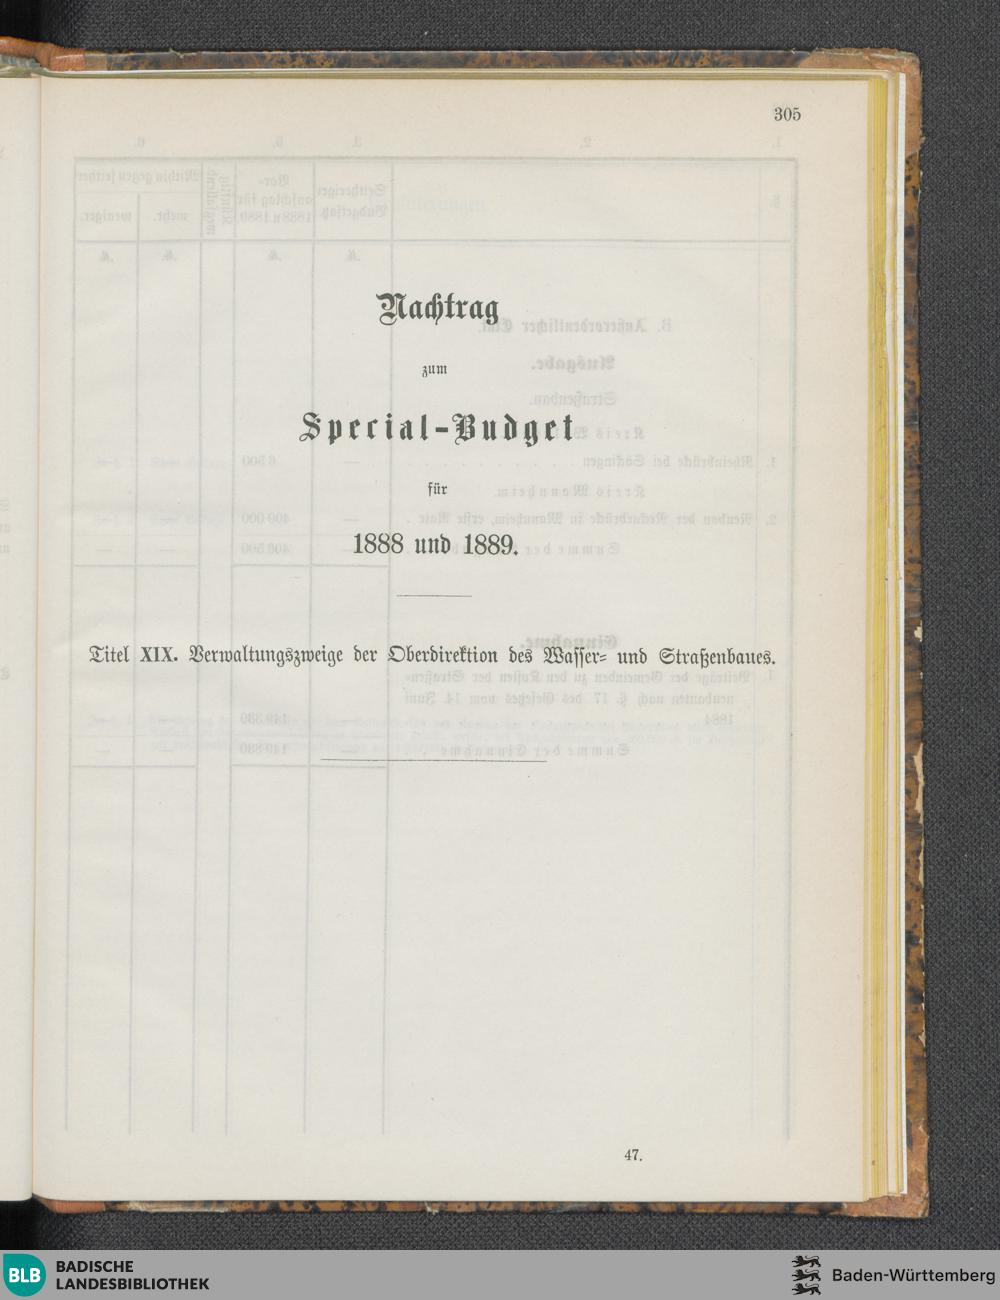 305
Nachtrag
zum
Special-Budget
für
1888 und 1889.
Titel XIX. Verwaltungszweige der Oberdirektion des Wasser- und Straßenbaues.
47.
BLB BADISCHE
LANDESBIBLIOTHEK
Baden-Württemberg